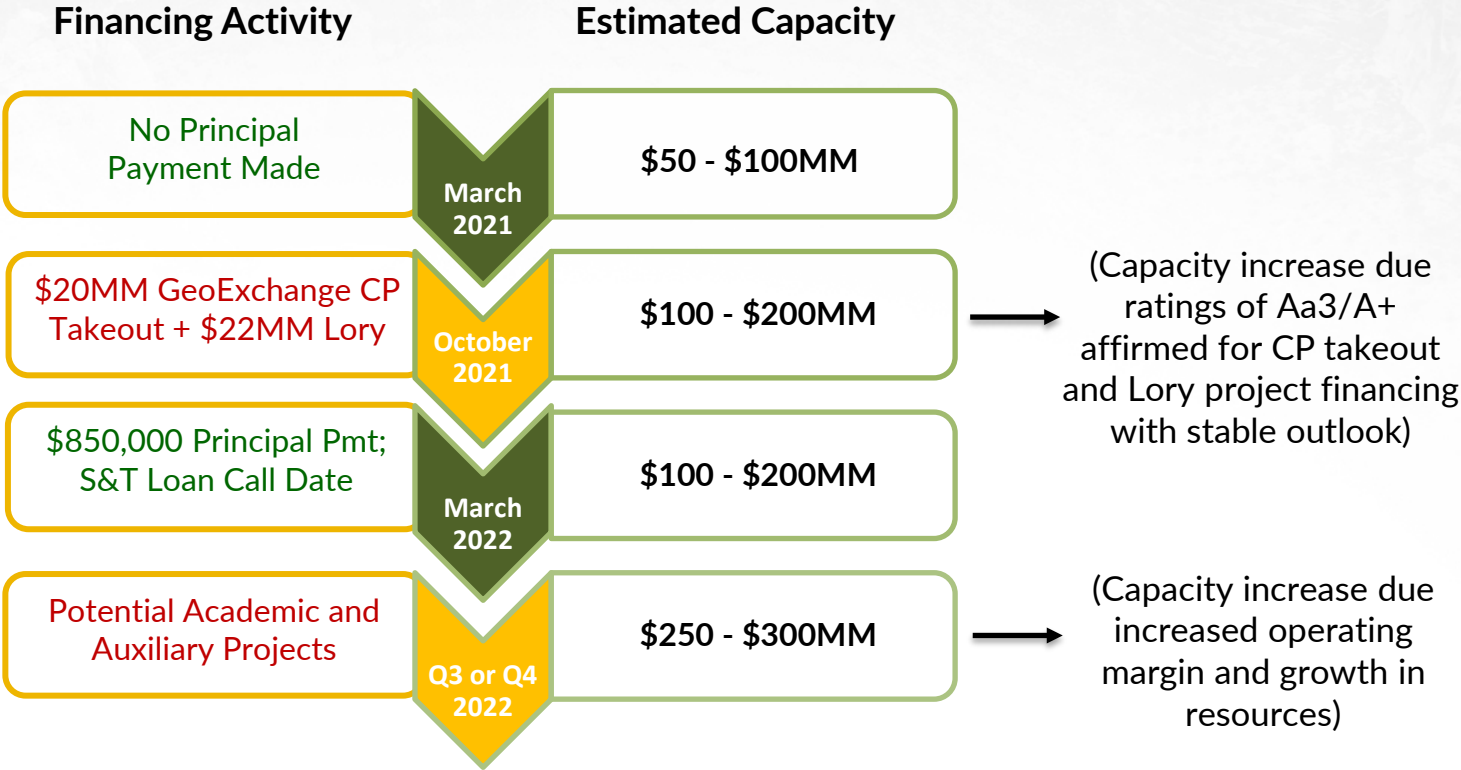 Financing Activity
Estimated Capacity
No Principal
Payment Made
March
2021
$50 - $100MM
$20MM GeoExchange CP
Takeout + $22MM Lory
October
2021
$100 - $200MM
(Capacity increase due
ratings of Aa3/A+
affirmed for CP takeout
and Lory project financing
with stable outlook)
$850,000 Principal Pmt;
S&T Loan Call Date
March
2022
$100 - $200MM
Potential Academic and
Auxiliary Projects
Q3 or Q4
2022
$250 - $300MM
(Capacity increase due
increased operating
margin and growth in
resources)